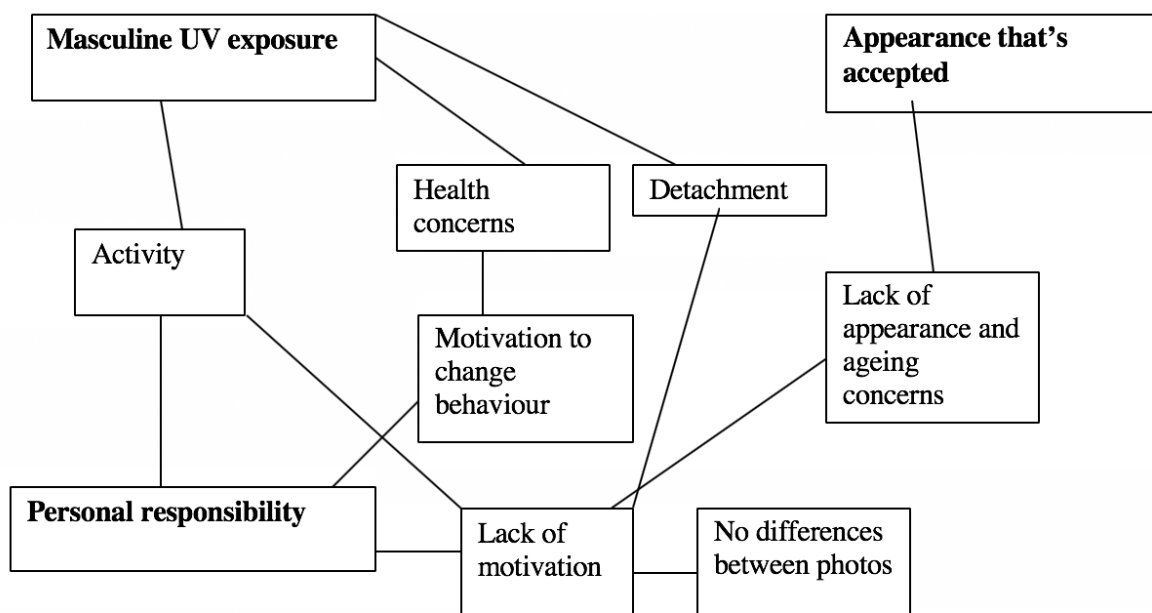 Masculine UV exposure
Appearance that's
accepted
Health
concerns
Detachment
Activity
Lack of
appearance and
ageing
concerns
Motivation to
change
behaviour
Personal responsibility
Lack of
motivation
No differences
between photos